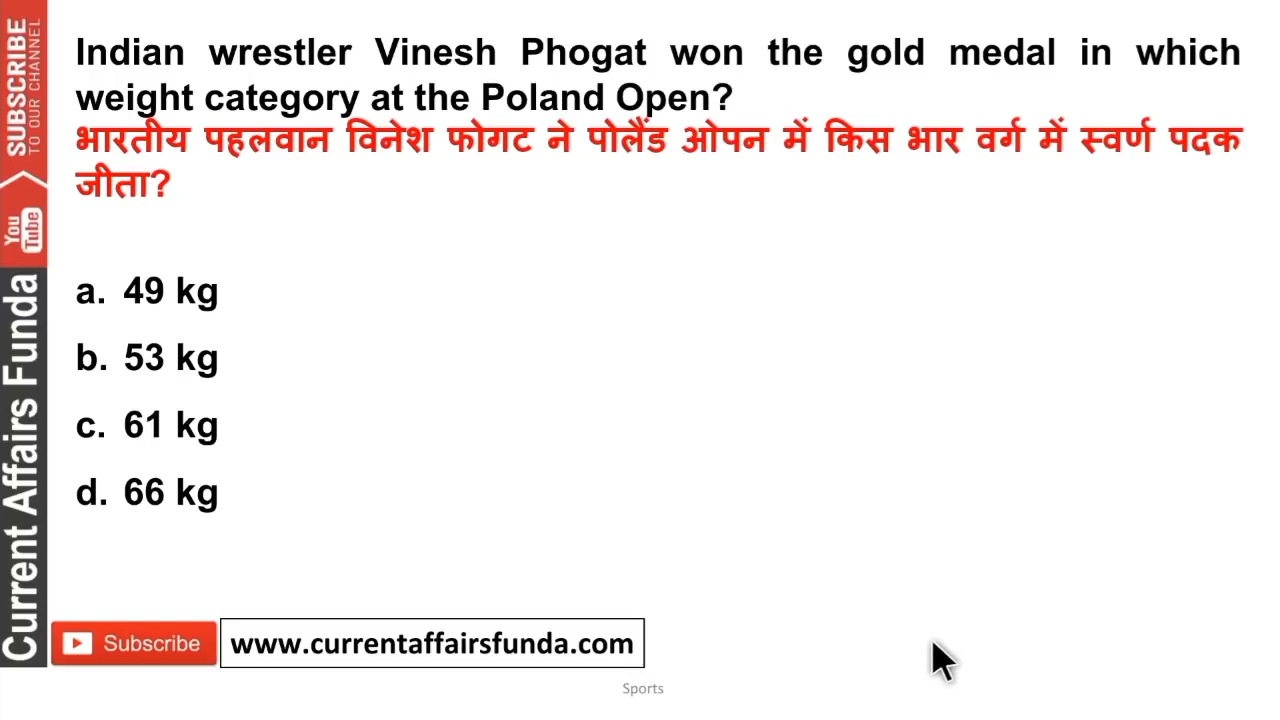 Indian wrestler Vinesh Phogat won the gold medal in which
weight category at the Poland Open?
भारतीय पहलवान विनेश फोगट ने पोलैंड ओपन में किस भार वर्ग में स्वर्ण पदक
जीता?
a. 49 kg
b. 53 kg
c. 61 kg
d. 66 kg
SUBSCRIBE
TO OUR CHANNEL
You
Tube
Current Affairs Funda
Subscribe
www.currentaffairsfunda.com
Sports